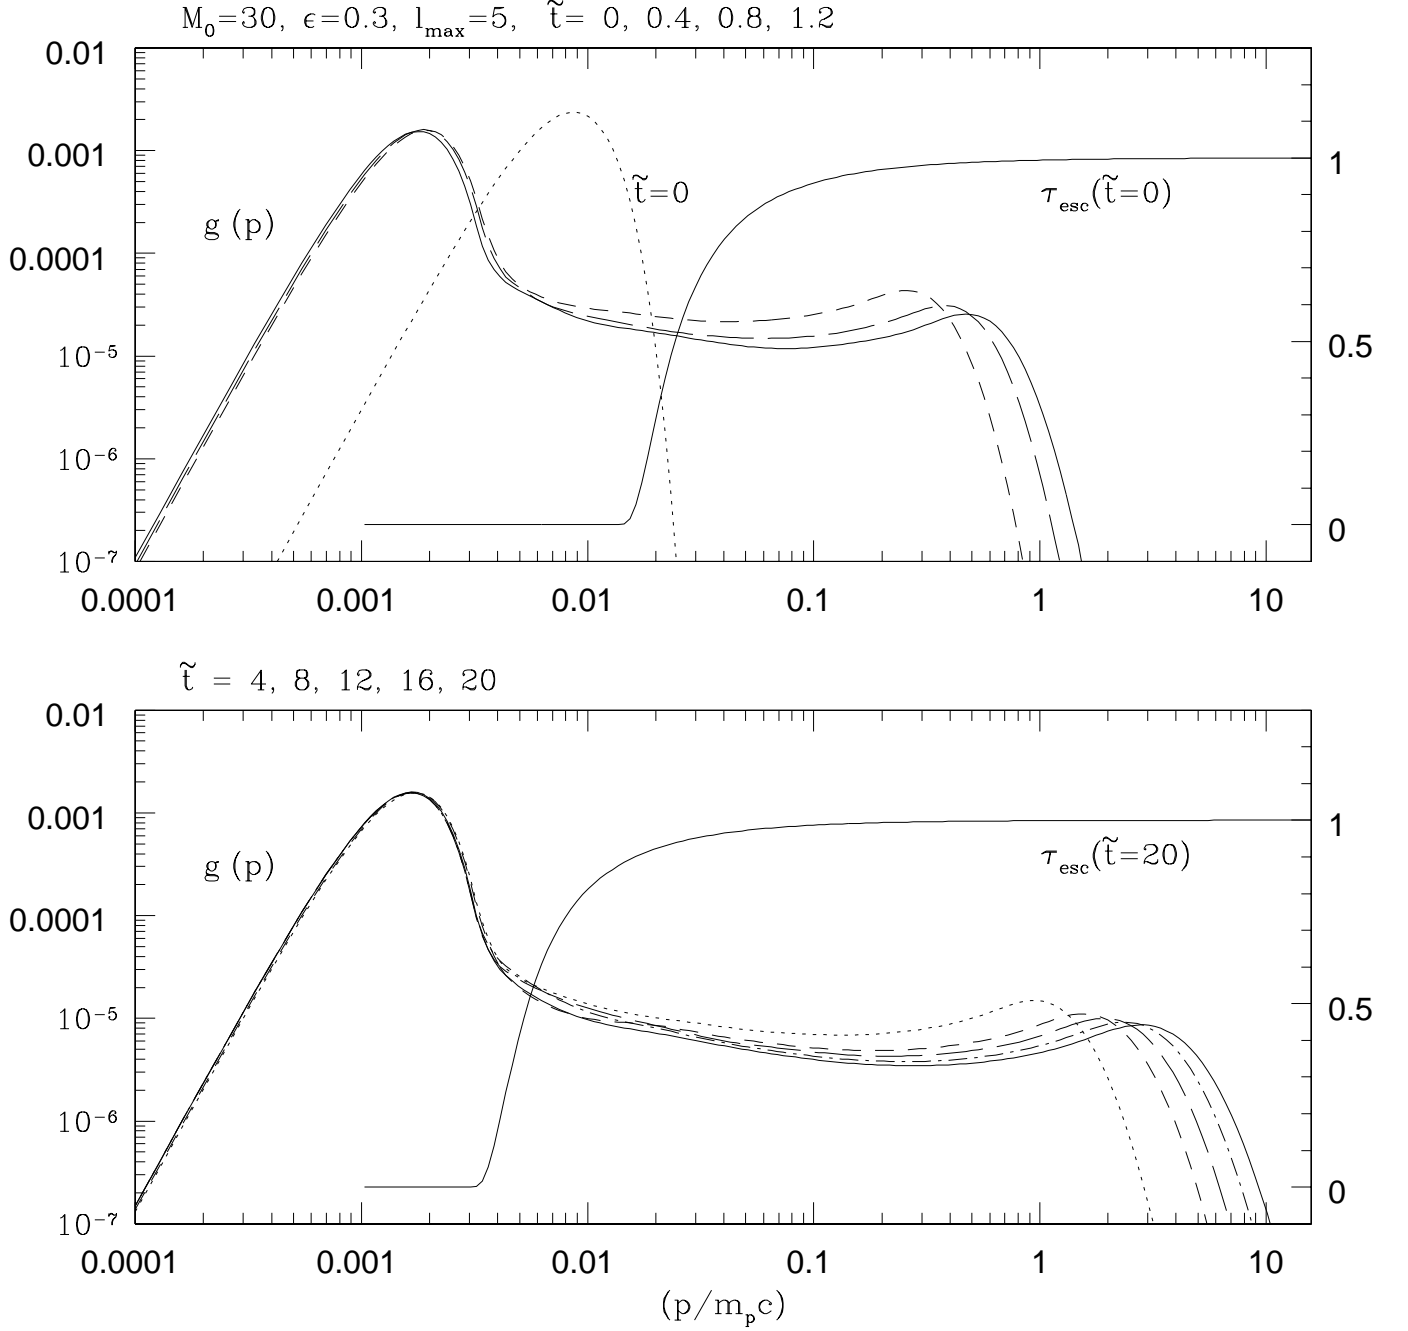 M₀=30, ϵ=0.3, lₘₐₓ=5, t̃= 0, 0.4, 0.8, 1.2
0.01
0.001
0.0001
10⁻⁵
10⁻⁶
10⁻⁷
g (p)
t̃=0
τₑₛc(t̃=0)
1
0.5
0
0.0001 0.001 0.01 0.1 1 10
t̃ = 4, 8, 12, 16, 20
0.01
0.001
0.0001
10⁻⁵
10⁻⁶
10⁻⁷
g (p)
τₑₛc(t̃=20)
1
0.5
0
0.0001 0.001 0.01 0.1 1 10
(p/mₚc)